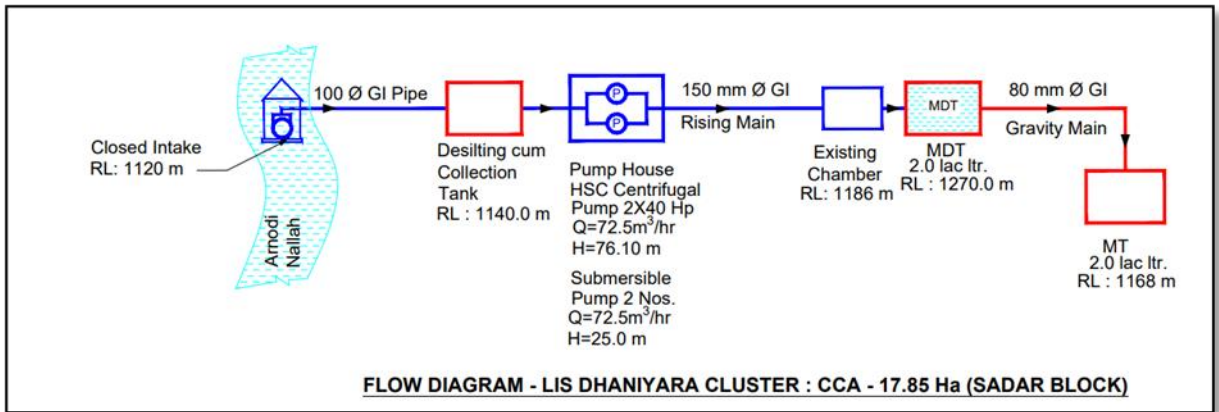 100 Ø GI Pipe
150 mm Ø GI
Rising Main
80 mm Ø GI
Gravity Main
P
P
MDT
Closed Intake
RL: 1120 m
Arnodi
Nallah
Desilting cum
Collection
Tank
RL : 1140.0 m
Pump House
HSC Centrifugal
Pump 2X40 Hp
Q=72.5m³/hr
H=76.10 m
Submersible
Pump 2 Nos.
Q=72.5m³/hr
H=25.0 m
Existing
Chamber
RL: 1186 m
MDT
2.0 lac ltr.
RL : 1270.0 m
MT
2.0 lac ltr.
RL : 1168 m
FLOW DIAGRAM - LIS DHANIYARA CLUSTER : CCA - 17.85 Ha (SADAR BLOCK)